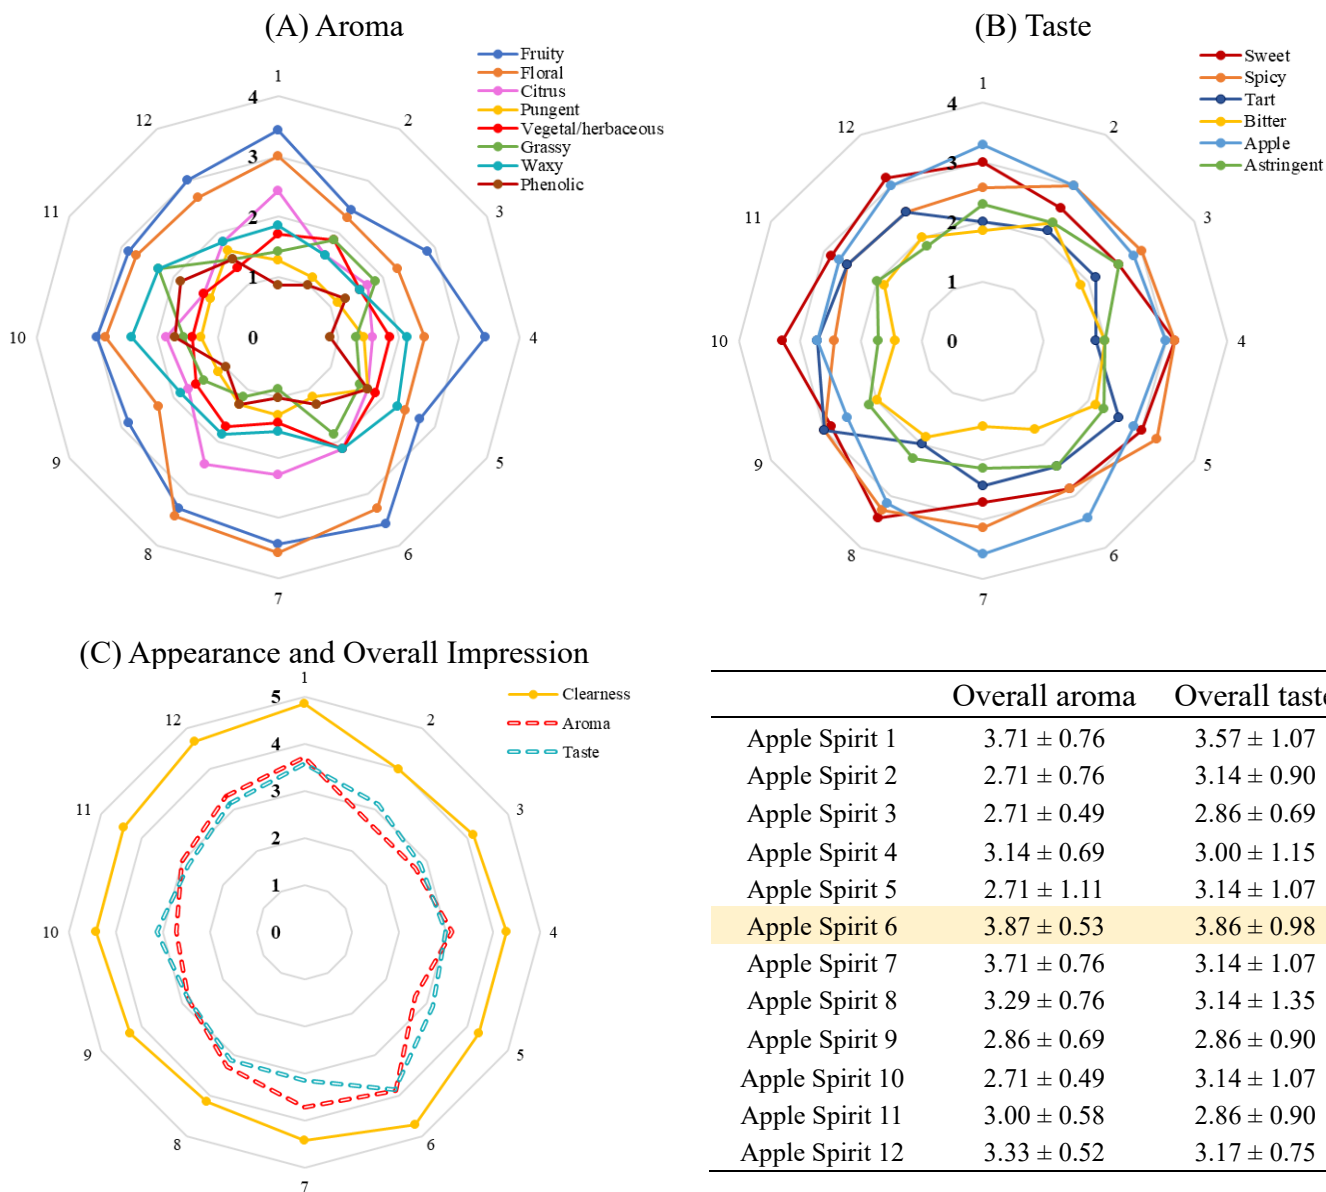 (A) Aroma
Fruity
Floral
Citrus
Pungent
Vegetal/herbaceous
Grassy
Waxy
Phenolic
1
2
3
4
5
6
7
8
9
10
11
12
4
3
2
1
0
(B) Taste
Sweet
Spicy
Tart
Bitter
Apple
Astringent
1
2
3
4
5
6
7
8
9
10
11
12
4
3
2
1
0
(C) Appearance and Overall Impression
Clearness
Aroma
Taste
1
2
3
4
5
6
7
8
9
10
11
12
5
4
3
2
1
0
Overall aroma Overall taste
Apple Spirit 1 3.71 ± 0.76 3.57 ± 1.07
Apple Spirit 2 2.71 ± 0.76 3.14 ± 0.90
Apple Spirit 3 2.71 ± 0.49 2.86 ± 0.69
Apple Spirit 4 3.14 ± 0.69 3.00 ± 1.15
Apple Spirit 5 2.71 ± 1.11 3.14 ± 1.07
Apple Spirit 6 3.87 ± 0.53 3.86 ± 0.98
Apple Spirit 7 3.71 ± 0.76 3.14 ± 1.07
Apple Spirit 8 3.29 ± 0.76 3.14 ± 1.35
Apple Spirit 9 2.86 ± 0.69 2.86 ± 0.90
Apple Spirit 10 2.71 ± 0.49 3.14 ± 1.07
Apple Spirit 11 3.00 ± 0.58 2.86 ± 0.90
Apple Spirit 12 3.33 ± 0.52 3.17 ± 0.75